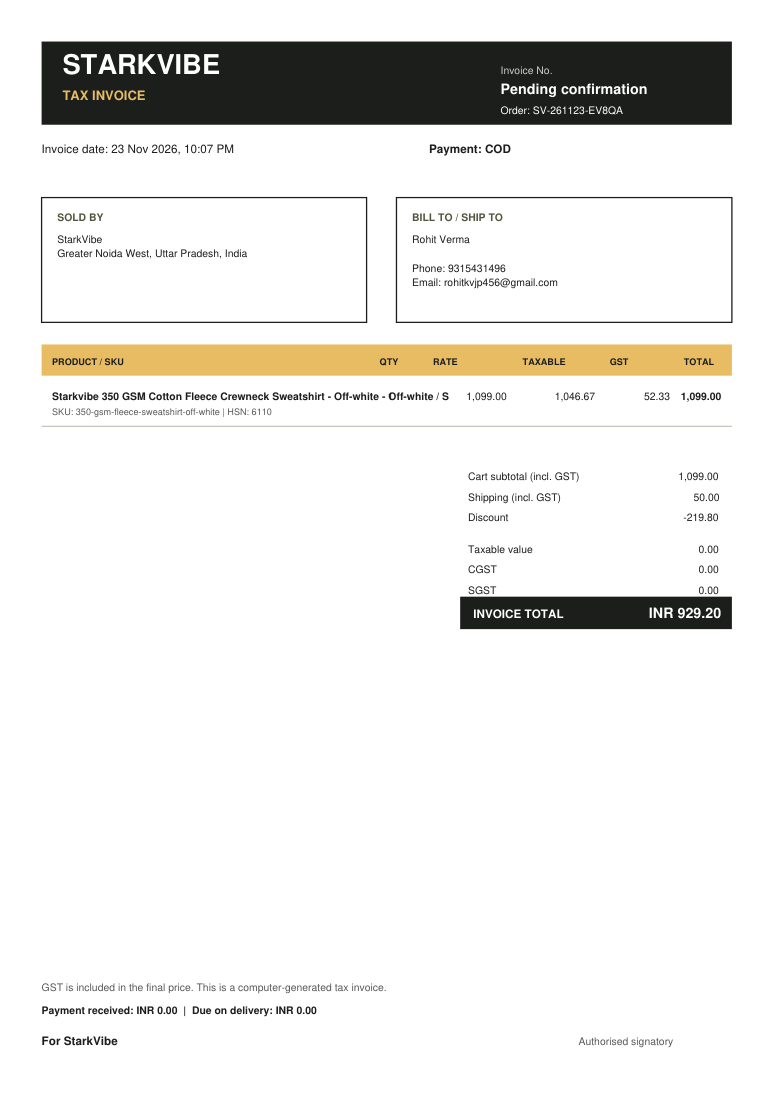 STARKVIBE
TAX INVOICE
Invoice No.
Pending confirmation
Order: SV-261123-EV8QA
Invoice date: 23 Nov 2026, 10:07 PM
Payment: COD
SOLD BY
StarkVibe
Greater Noida West, Uttar Pradesh, India
BILL TO / SHIP TO
Rohit Verma
Phone: 9315431496
Email: rohitkvjp456@gmail.com
PRODUCT / SKU QTY RATE TAXABLE GST TOTAL
Starkvibe 350 GSM Cotton Fleece Crewneck Sweatshirt - Off-white - Off-white / S 1,099.00 1,046.67 52.33 1,099.00
SKU: 350-gsm-fleece-sweatshirt-off-white | HSN: 6110
Cart subtotal (incl. GST) 1,099.00
Shipping (incl. GST) 50.00
Discount -219.80
Taxable value 0.00
CGST 0.00
SGST 0.00
INVOICE TOTAL INR 929.20
GST is included in the final price. This is a computer-generated tax invoice.
Payment received: INR 0.00 | Due on delivery: INR 0.00
For StarkVibe
Authorised signatory